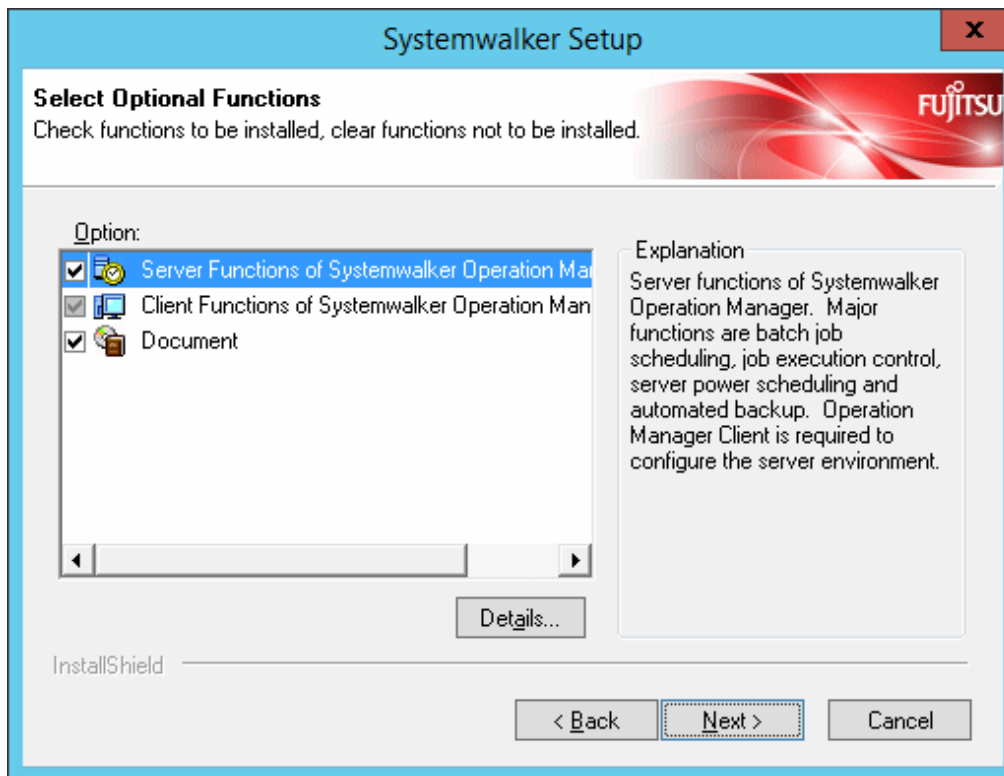 Systemwalker Setup
x
Select Optional Functions
Check functions to be installed, clear functions not to be installed.
FUJITSU
Option:
Server Functions of Systemwalker Operation Mai
Client Functions of Systemwalker Operation Man
Document
Explanation
Server functions of Systemwalker
Operation Manager. Major
functions are batch job
scheduling, job execution control,
server power scheduling and
automated backup. Operation
Manager Client is required to
configure the server environment.
Details...
InstallShield
< Back
Next >
Cancel